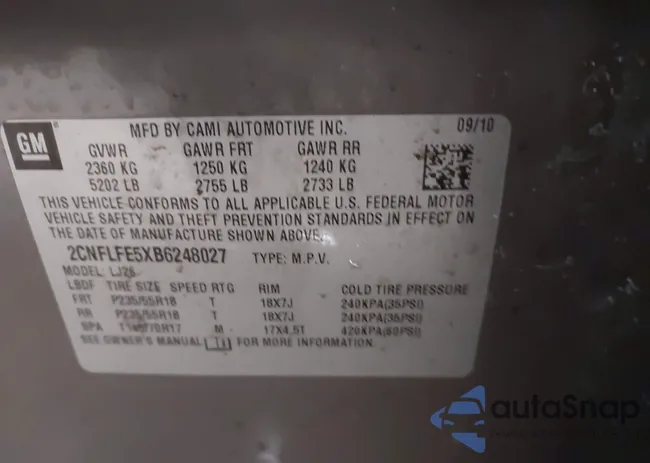 GM
MFD BY CAMI AUTOMOTIVE INC. 09/10
GVWR GAWR FRT GAWR RR
2360 KG 1250 KG 1240 KG
5202 LB 2755 LB 2733 LB
THIS VEHICLE CONFORMS TO ALL APPLICABLE U.S. FEDERAL MOTOR
VEHICLE SAFETY AND THEFT PREVENTION STANDARDS IN EFFECT ON
THE DATE OF MANUFACTURE SHOWN ABOVE.
2CNFLFE5XB6248027 TYPE: M.P.V.
MODEL: LJ26
LBDF TIRE SIZE SPEED RTG RIM COLD TIRE PRESSURE
FRT P235/55R18 T 18X7J 240KPA(35PSI)
RR P235/55R18 T 18X7J 240KPA(35PSI)
SPA M 17X4.5T 420KPA(60PSI)
SEE OWNER'S MANUAL FOR MORE INFORMATION.
autoSnap